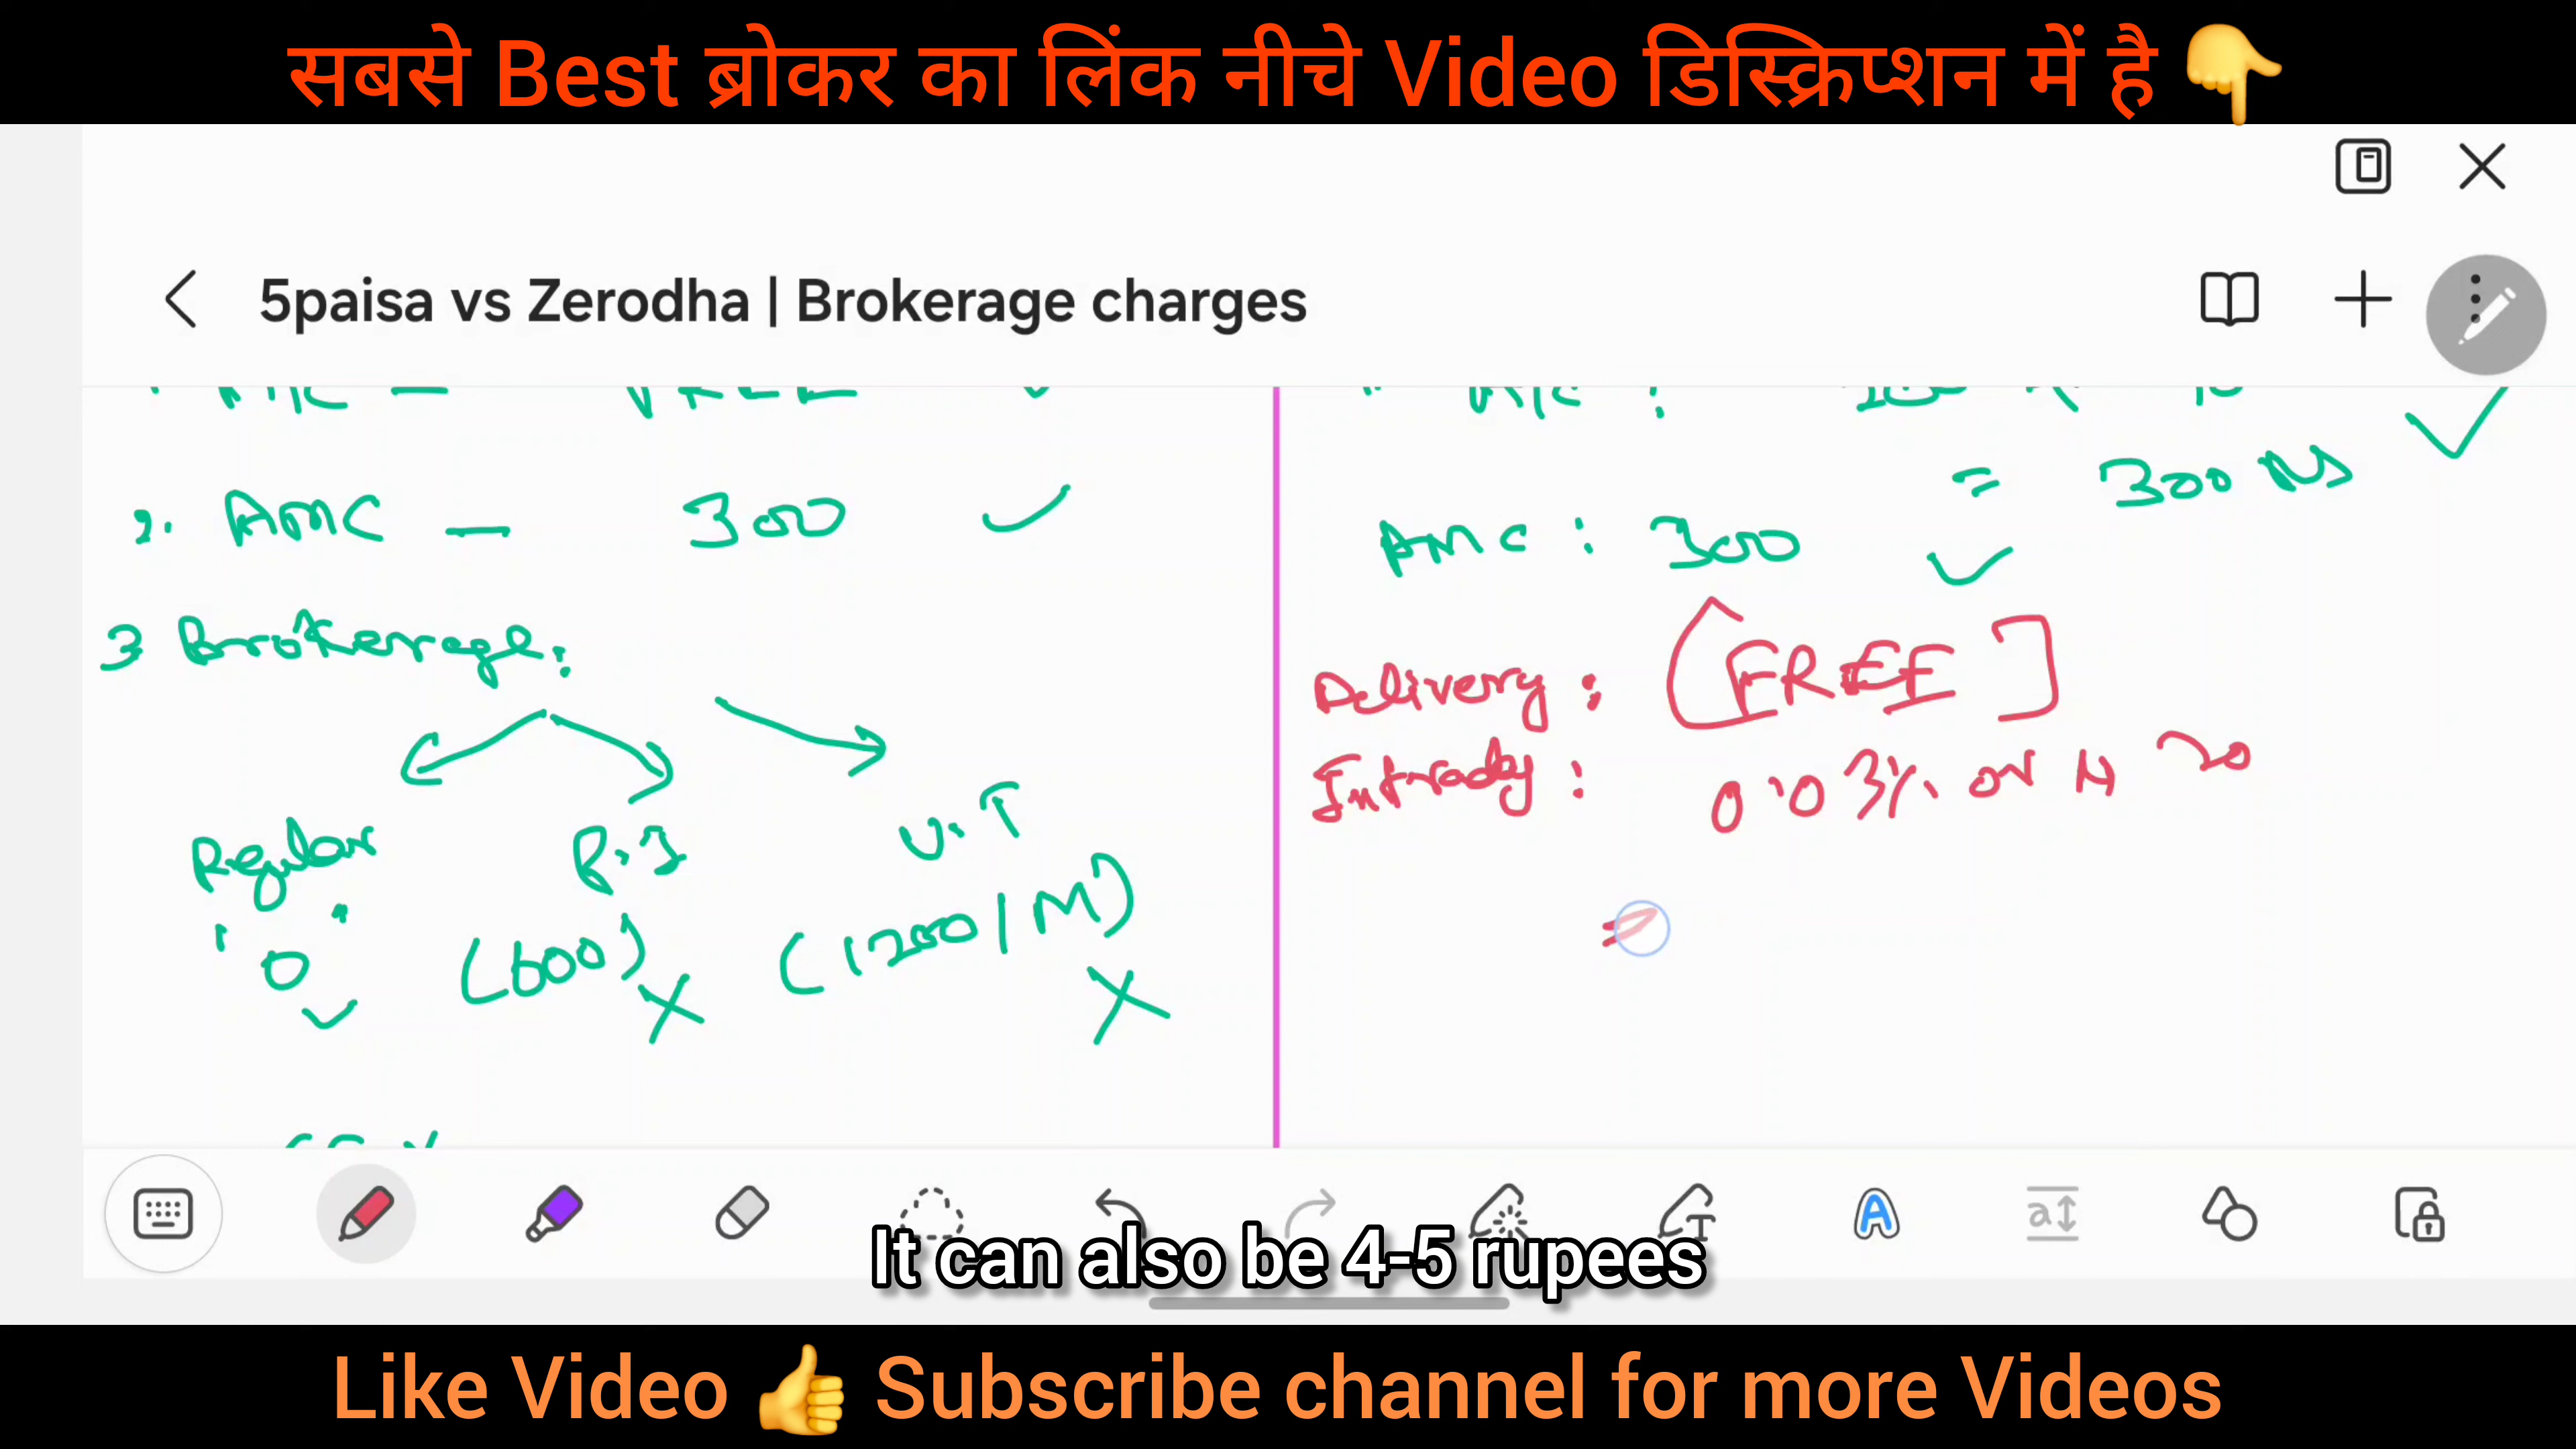 सबसे Best ब्रोकर का लिंक नीचे Video डिस्क्रिप्शन में है 👇
5paisa vs Zerodha | Brokerage charges
2. AMC — 300 ✓
3 Brokerage:
Regular
"0" ✓
(600) X
U.T
(1200/M) X
= 300 Rs ✓
AMC : 300 ✓
Delivery : [FREE]
Intraday : 0.03% or 20
=
a
A
T
It can also be 4-5 rupees
Like Video 👍 Subscribe channel for more Videos